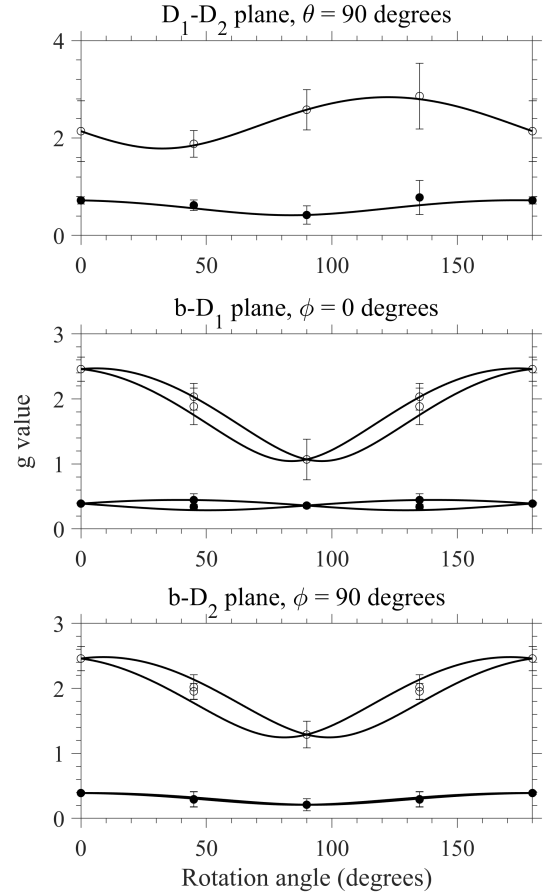 D₁-D₂ plane, θ = 90 degrees
4
2
0
0 50 100 150
b-D₁ plane, ϕ = 0 degrees
3
2
1
0
0 50 100 150
g value
b-D₂ plane, ϕ = 90 degrees
3
2
1
0
0 50 100 150
Rotation angle (degrees)